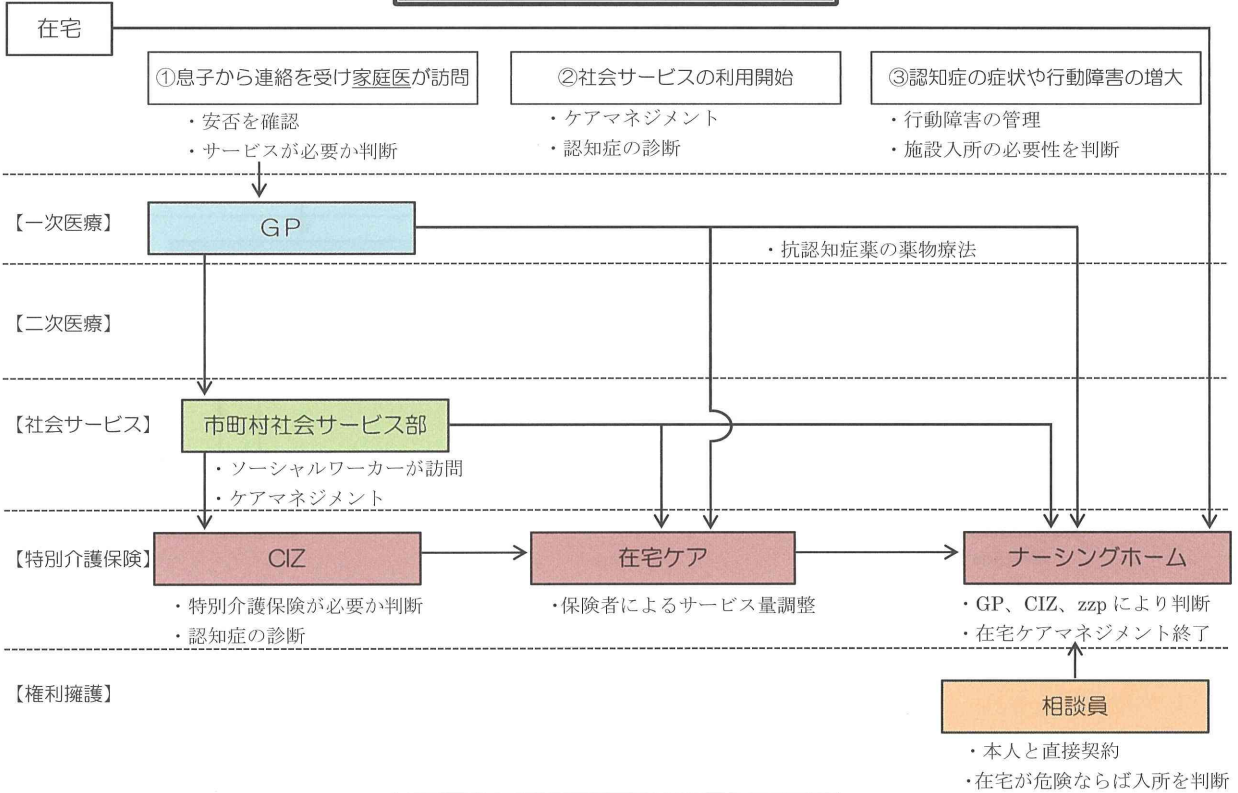 在宅
①息子から連絡を受け家庭医が訪問
・安否を確認
・サービスが必要か判断
②社会サービスの利用開始
・ケアマネジメント
・認知症の診断
③認知症の症状や行動障害の増大
・行動障害の管理
・施設入所の必要性を判断
【一次医療】
GP
・抗認知症薬の薬物療法
【二次医療】
【社会サービス】
市町村社会サービス部
・ソーシャルワーカーが訪問
・ケアマネジメント
【特別介護保険】
CIZ
・特別介護保険が必要か判断
・認知症の診断
在宅ケア
・保険者によるサービス量調整
ナーシングホーム
・GP、CIZ、zzp により判断
・在宅ケアマネジメント終了
【権利擁護】
相談員
・本人と直接契約
・在宅が危険ならば入所を判断